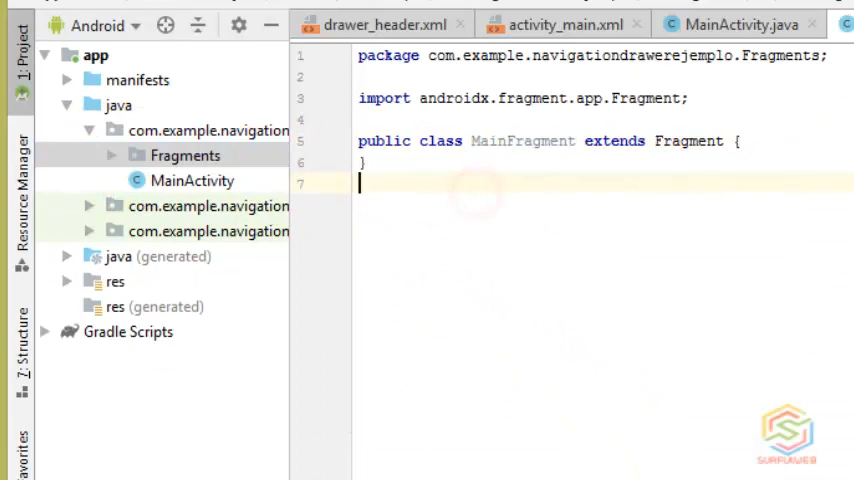 Android
drawer_header.xml
activity_main.xml
MainActivity.java
1: Project
Resource Manager
7: Structure
avorites
app
manifests
java
com.example.navigation
Fragments
MainActivity
com.example.navigation
com.example.navigation
java (generated)
res
res (generated)
Gradle Scripts
1 package com.example.navigationdrawerejemplo.Fragments;
2
3 import androidx.fragment.app.Fragment;
4
5 public class MainFragment extends Fragment {
6 }
7